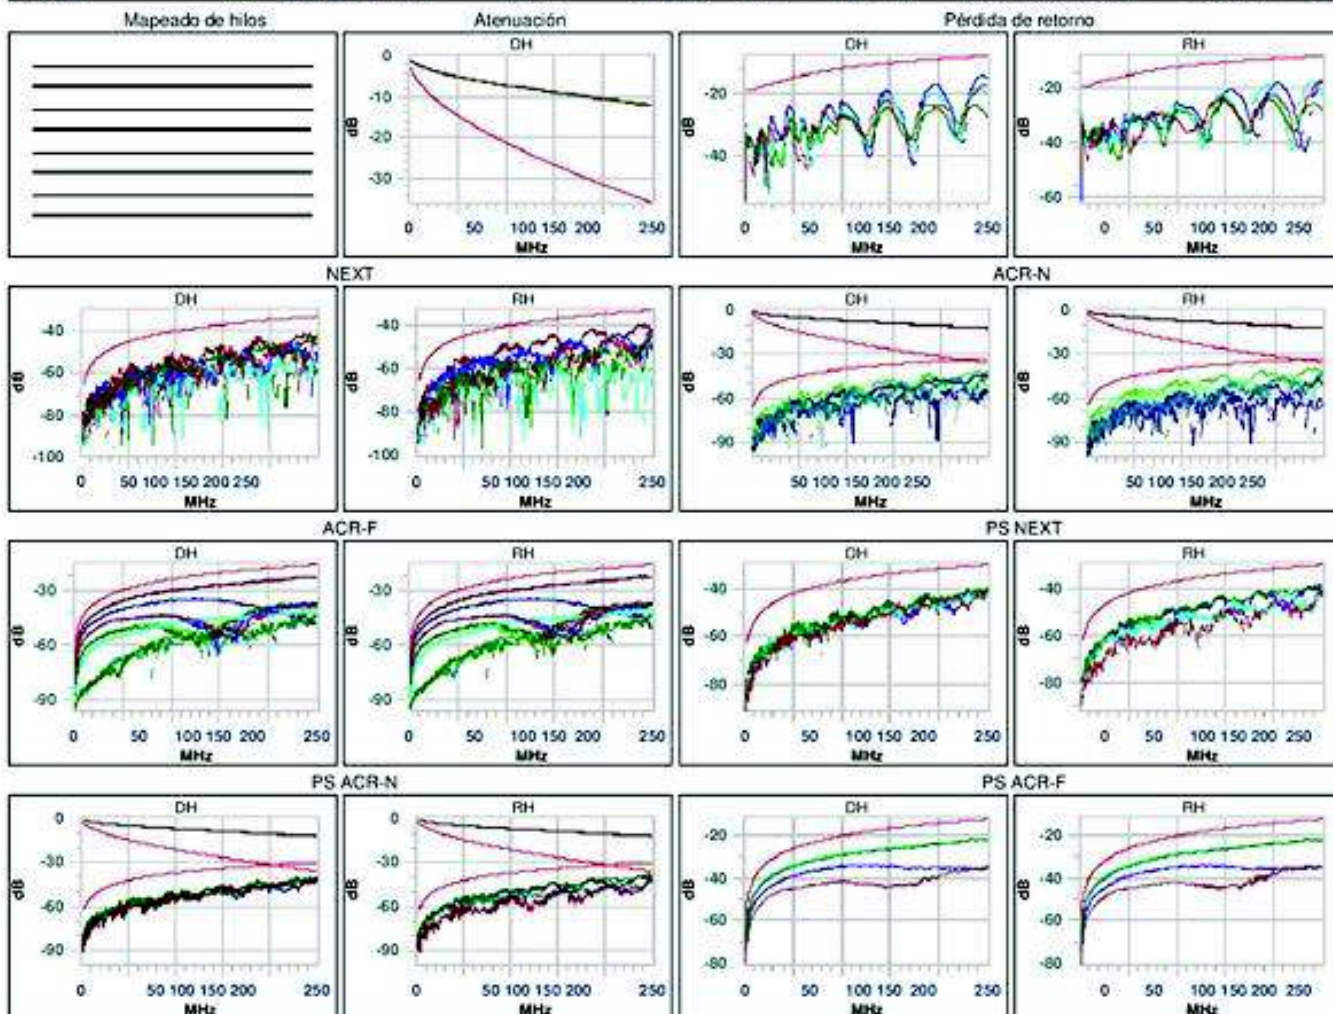 Mapeado de hilos Atenuación Pérdida de retorno
DH DH RH
0
-10
-20
-30
dB
0 50 100 150 200 250
MHz
-20
-40
dB
0 50 100 150 200 250
MHz
-20
-40
-60
dB
0 50 100 150 200 250
MHz
NEXT ACR-N
DH RH DH RH
-40
-60
-80
-100
dB
0 50 100 150 200 250
MHz
-40
-60
-80
-100
dB
0 50 100 150 200 250
MHz
0
-30
-60
-90
dB
50 100 150 200 250
MHz
0
-30
-60
-90
dB
50 100 150 200 250
MHz
ACR-F PS NEXT
DH RH DH RH
-30
-60
-90
dB
0 50 100 150 200 250
MHz
-30
-60
-90
dB
0 50 100 150 200 250
MHz
-40
-60
-80
dB
0 50 100 150 200 250
MHz
-40
-60
-80
dB
0 50 100 150 200 250
MHz
PS ACR-N PS ACR-F
DH RH DH RH
0
-30
-60
-90
dB
0 50 100 150 200 250
MHz
0
-30
-60
-90
dB
0 50 100 150 200 250
MHz
-20
-40
-60
-80
dB
0 50 100 150 200 250
MHz
-20
-40
-60
-80
dB
0 50 100 150 200 250
MHz